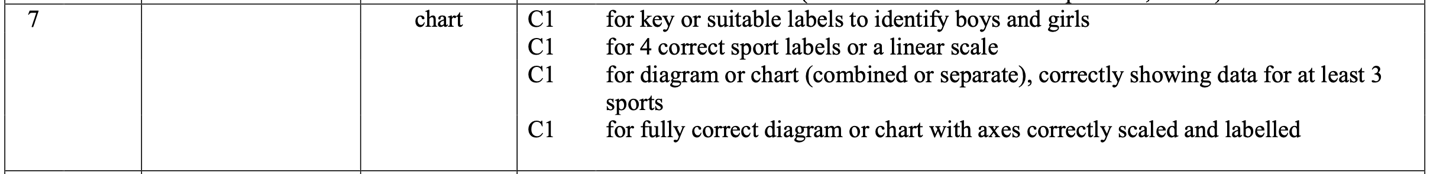 7 chart C1 for key or suitable labels to identify boys and girls
C1 for 4 correct sport labels or a linear scale
C1 for diagram or chart (combined or separate), correctly showing data for at least 3
sports
C1 for fully correct diagram or chart with axes correctly scaled and labelled